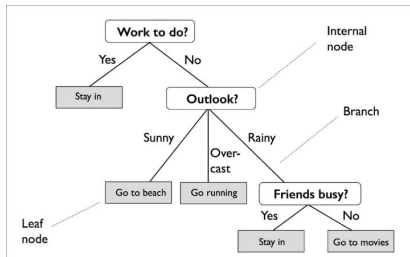 Work to do?
Internal
node
Yes
No
Stay in
Outlook?
Branch
Sunny
Over-
cast
Rainy
Go to beach
Go running
Friends busy?
Leaf
node
Yes
No
Stay in
Go to movies